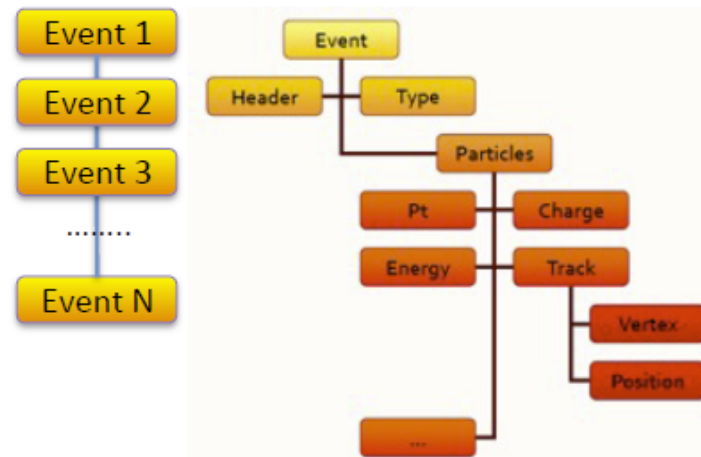 Event 1
Event 2
Event 3
........
Event N
Event
Header
Type
Particles
Pt
Charge
Energy
Track
Vertex
Position
...